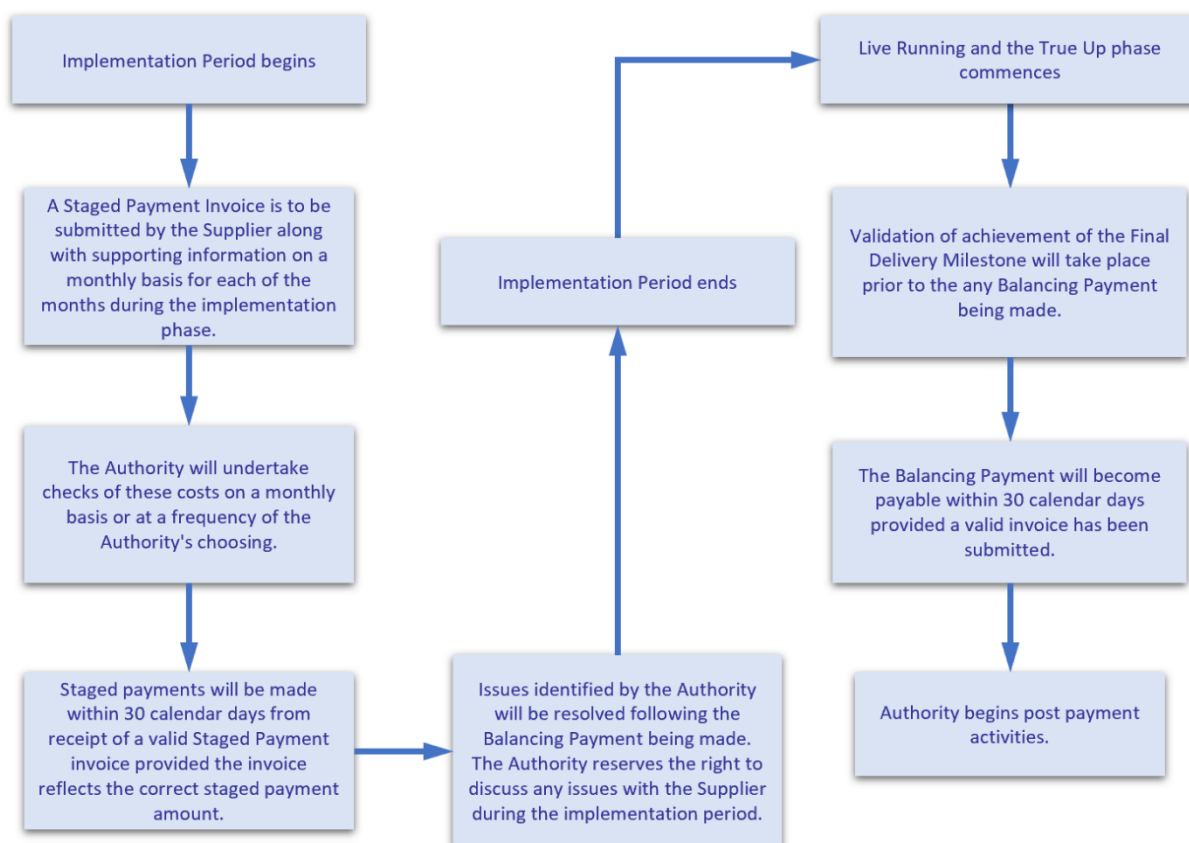 Implementation Period begins
A Staged Payment Invoice is to be
submitted by the Supplier along
with supporting information on a
monthly basis for each of the
months during the implementation
phase.
The Authority will undertake
checks of these costs on a monthly
basis or at a frequency of the
Authority's choosing.
Staged payments will be made
within 30 calendar days from
receipt of a valid Staged Payment
invoice provided the invoice
reflects the correct staged payment
amount.
Issues identified by the Authority
will be resolved following the
Balancing Payment being made.
The Authority reserves the right to
discuss any issues with the Supplier
during the implementation period.
Implementation Period ends
Live Running and the True Up phase
commences
Validation of achievement of the Final
Delivery Milestone will take place
prior to the any Balancing Payment
being made.
The Balancing Payment will become
payable within 30 calendar days
provided a valid invoice has been
submitted.
Authority begins post payment
activities.